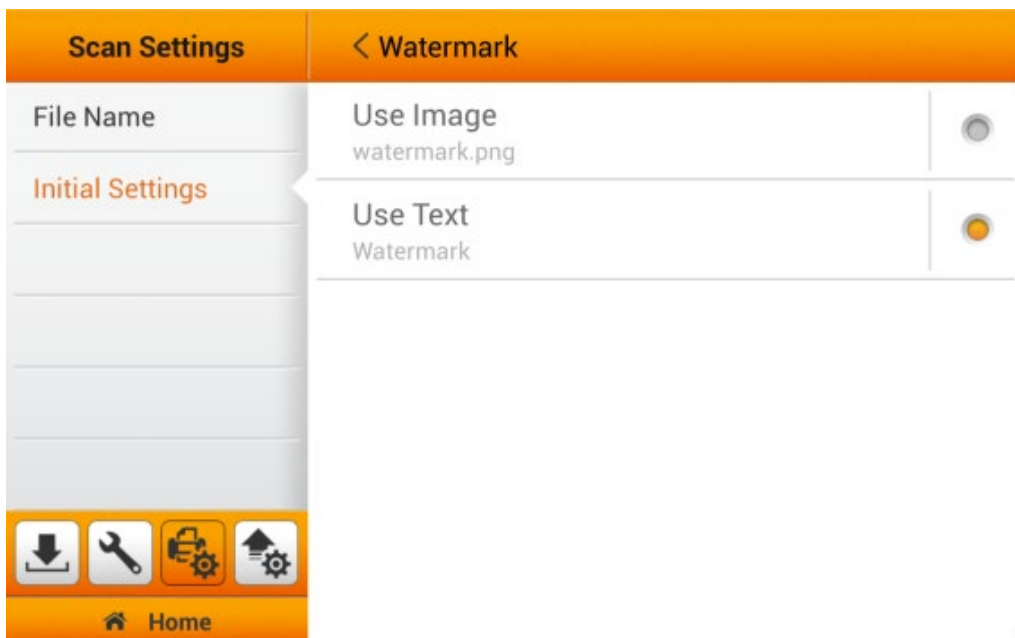 Scan Settings
< Watermark
File Name
Initial Settings
Use Image
watermark.png
Use Text
Watermark
Home